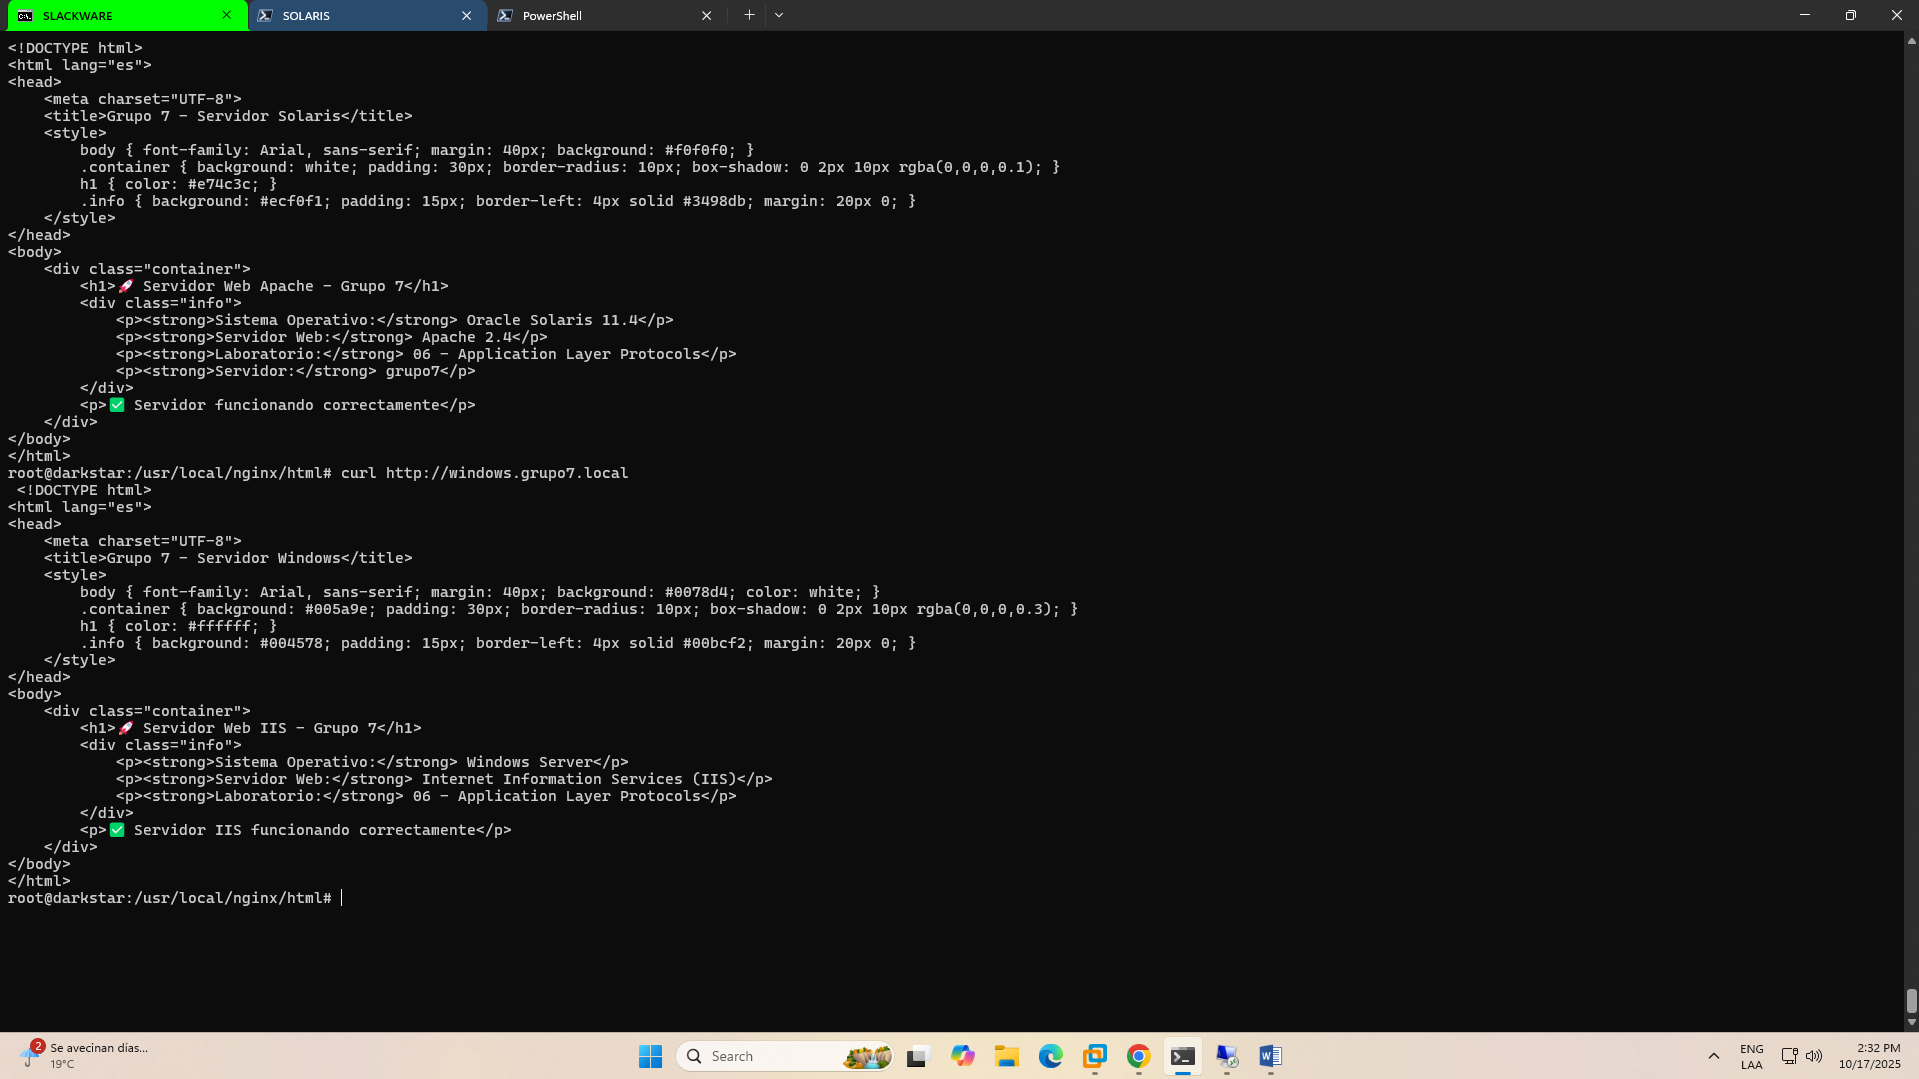 SLACKWARE
SOLARIS
PowerShell
<!DOCTYPE html>
<html lang="es">
<head>
    <meta charset="UTF-8">
    <title>Grupo 7 - Servidor Solaris</title>
    <style>
        body { font-family: Arial, sans-serif; margin: 40px; background: #f0f0f0; }
        .container { background: white; padding: 30px; border-radius: 10px; box-shadow: 0 2px 10px rgba(0,0,0,0.1); }
        h1 { color: #e74c3c; }
        .info { background: #ecf0f1; padding: 15px; border-left: 4px solid #3498db; margin: 20px 0; }
    </style>
</head>
<body>
    <div class="container">
        <h1>🚀 Servidor Web Apache - Grupo 7</h1>
        <div class="info">
            <p><strong>Sistema Operativo:</strong> Oracle Solaris 11.4</p>
            <p><strong>Servidor Web:</strong> Apache 2.4</p>
            <p><strong>Laboratorio:</strong> 06 - Application Layer Protocols</p>
            <p><strong>Servidor:</strong> grupo7</p>
        </div>
        <p>✅ Servidor funcionando correctamente</p>
    </div>
</body>
</html>
root@darkstar:/usr/local/nginx/html# curl http://windows.grupo7.local
 <!DOCTYPE html>
<html lang="es">
<head>
    <meta charset="UTF-8">
    <title>Grupo 7 - Servidor Windows</title>
    <style>
        body { font-family: Arial, sans-serif; margin: 40px; background: #0078d4; color: white; }
        .container { background: #005a9e; padding: 30px; border-radius: 10px; box-shadow: 0 2px 10px rgba(0,0,0,0.3); }
        h1 { color: #ffffff; }
        .info { background: #004578; padding: 15px; border-left: 4px solid #00bcf2; margin: 20px 0; }
    </style>
</head>
<body>
    <div class="container">
        <h1>🚀 Servidor Web IIS - Grupo 7</h1>
        <div class="info">
            <p><strong>Sistema Operativo:</strong> Windows Server</p>
            <p><strong>Servidor Web:</strong> Internet Information Services (IIS)</p>
            <p><strong>Laboratorio:</strong> 06 - Application Layer Protocols</p>
        </div>
        <p>✅ Servidor IIS funcionando correctamente</p>
    </div>
</body>
</html>
root@darkstar:/usr/local/nginx/html#
2
Se avecinan días...
19°C
Search
ENG
LAA
2:32 PM
10/17/2025